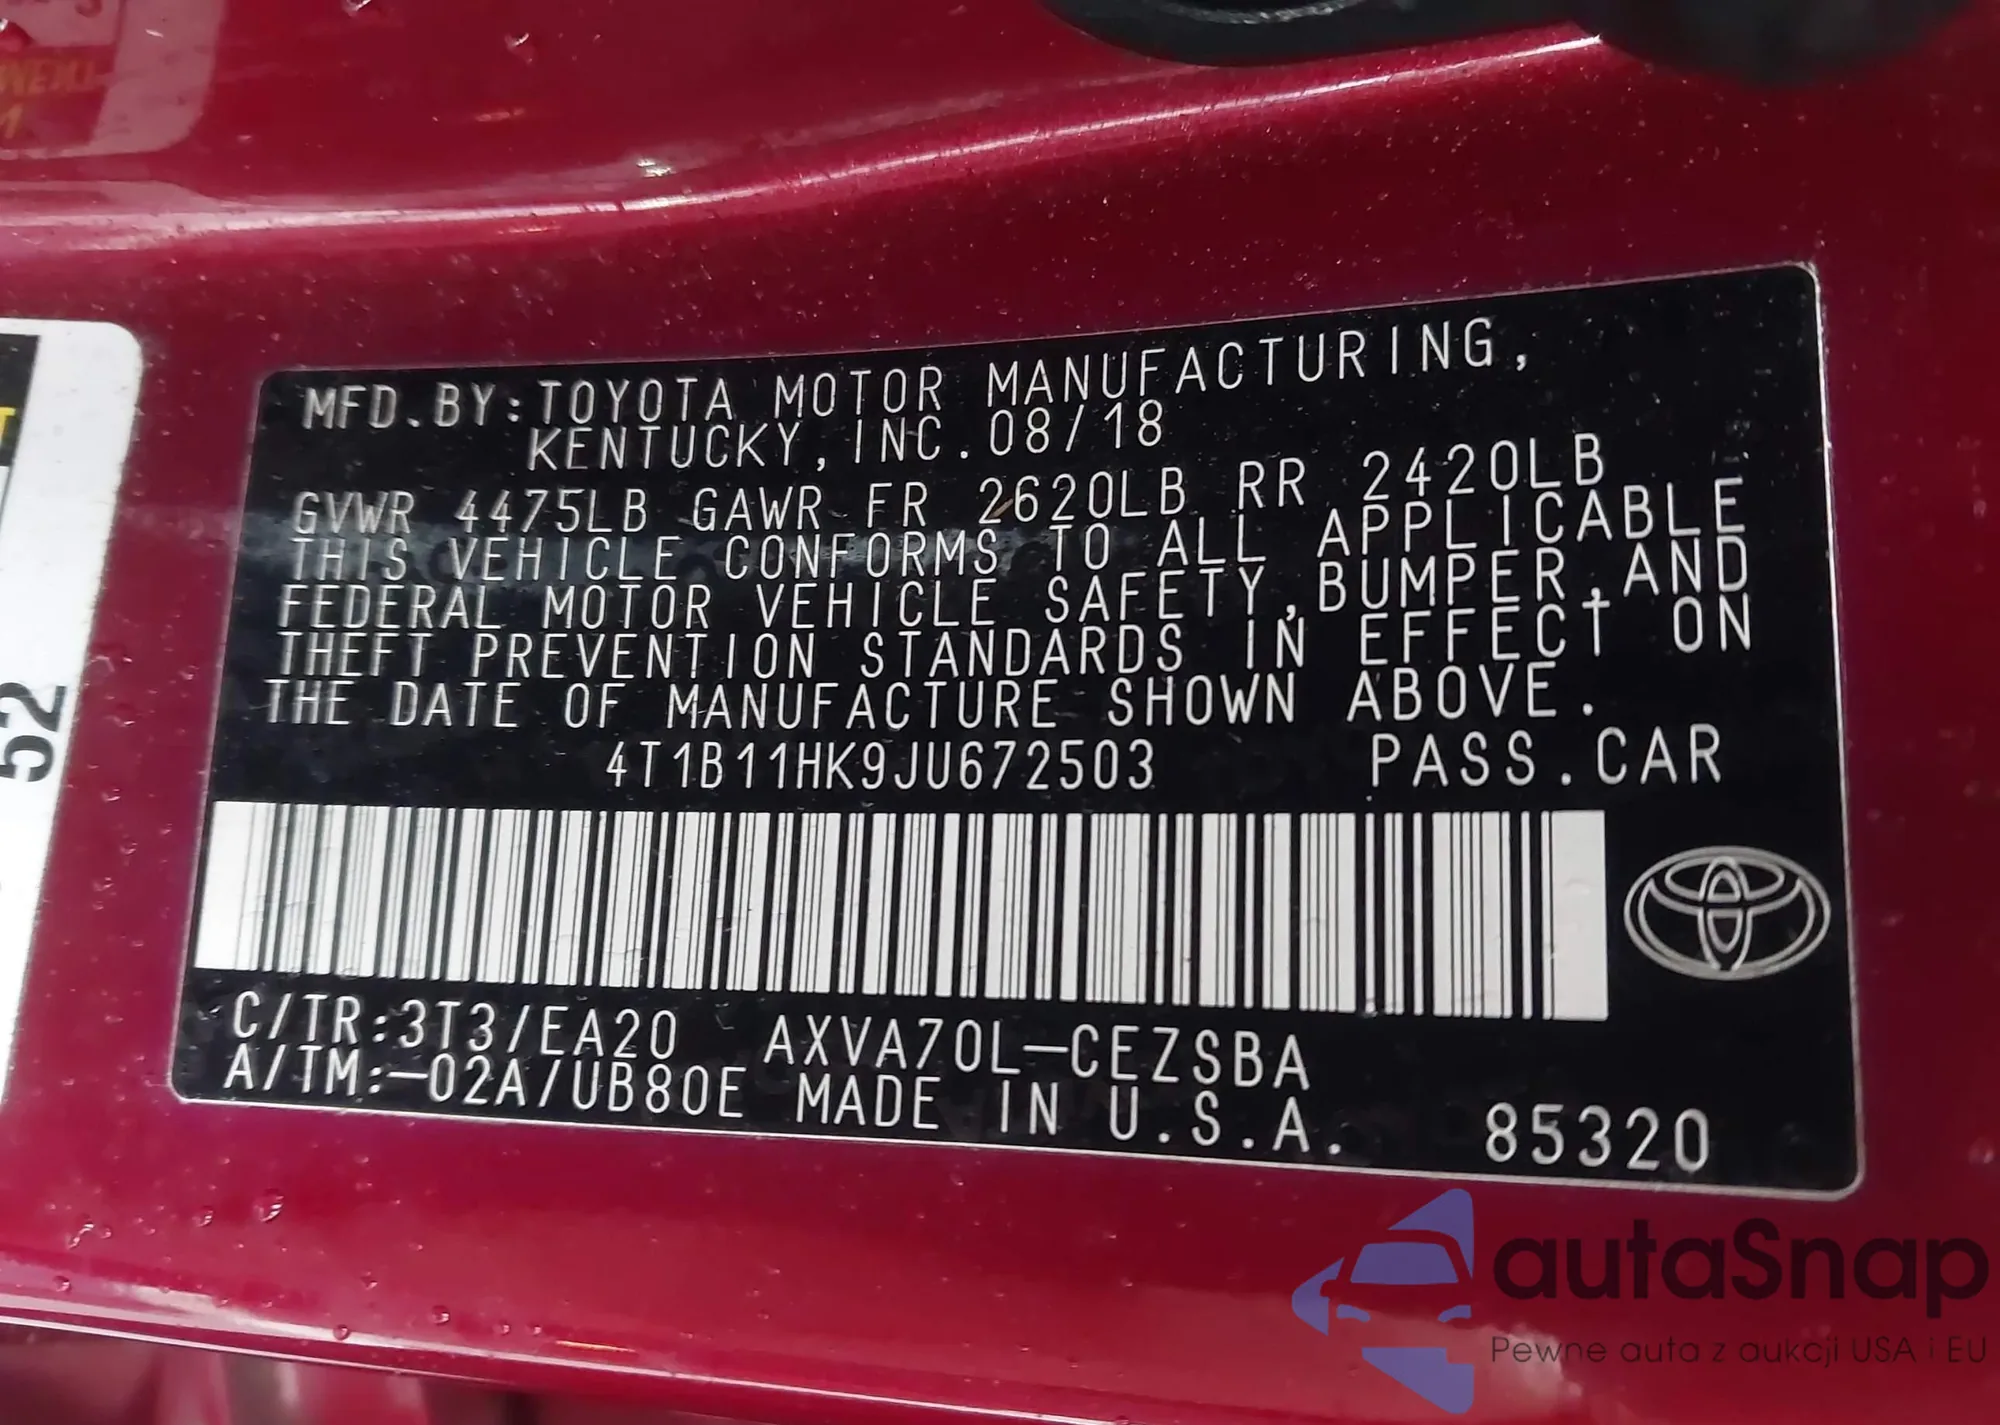 MFD.BY:TOYOTA MOTOR MANUFACTURING,
KENTUCKY, INC. 08/18
GVWR 4475LB GAWR FR 2620LB RR 2420LB
THIS VEHICLE CONFORMS TO ALL APPLICABLE
FEDERAL MOTOR VEHICLE SAFETY, BUMPER, AND
THEFT PREVENTION STANDARDS IN EFFECT ON
THE DATE OF MANUFACTURE SHOWN ABOVE.
4T1B11HK9JU672503 PASS.CAR
C/TR:3T3/EA20 AXVA70L-CEZSBA
A/TM:-02A/UB80E MADE IN U.S.A. 85320
52
autaSnap
Pewne auta z aukcji USA i EU